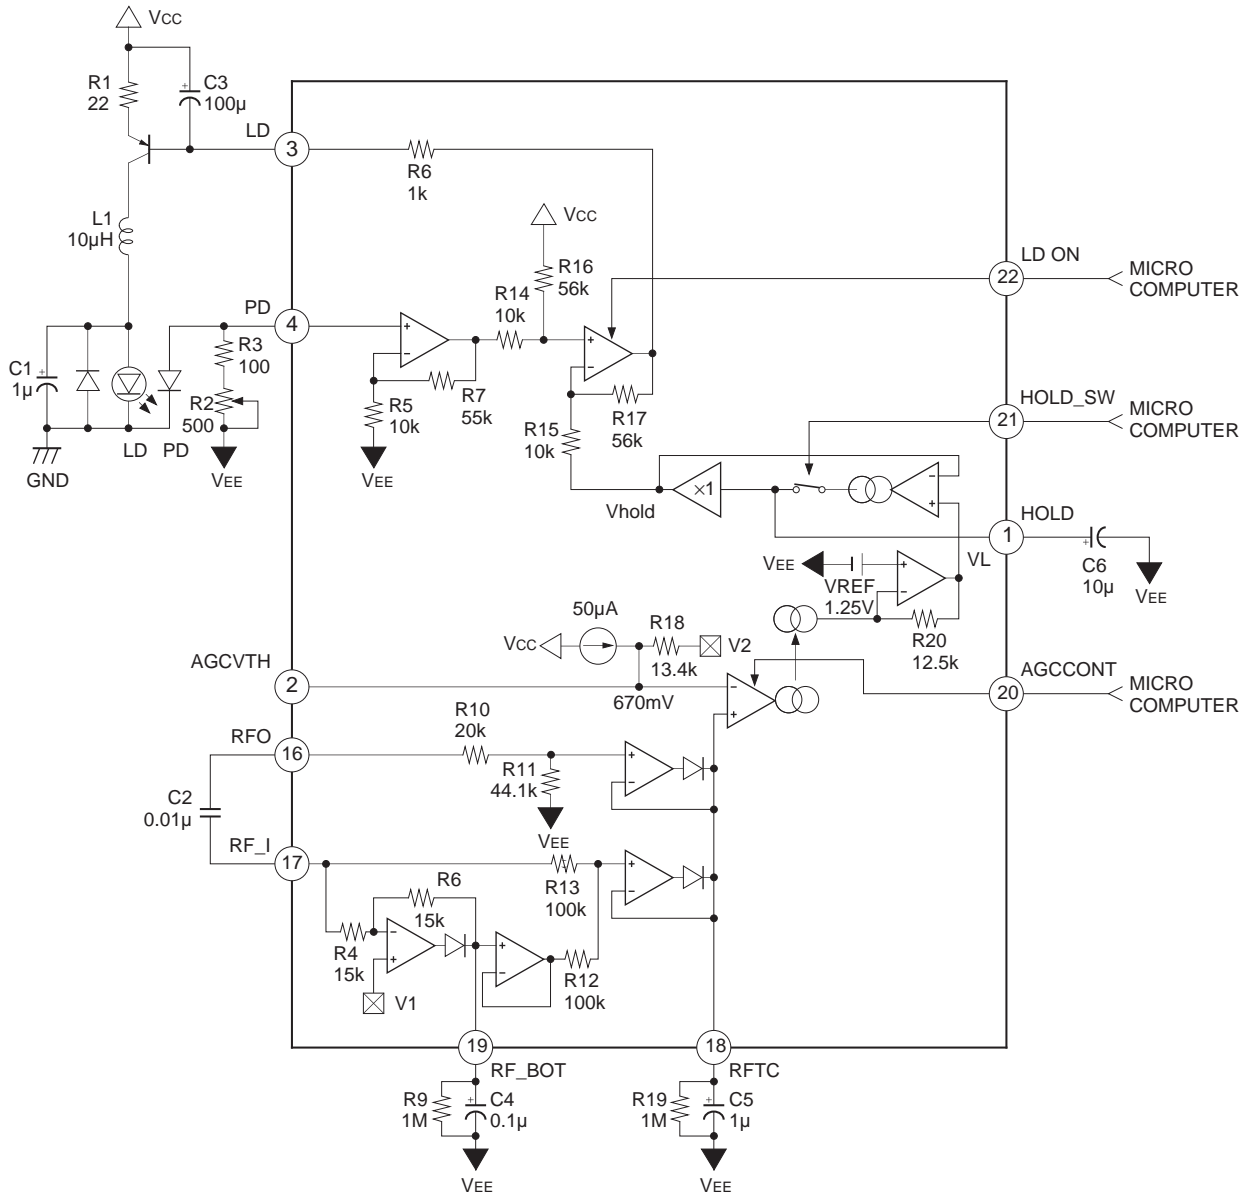 VCC
R1
22
C3
100µ
LD
3
R6
1k
L1
10µH
VCC
R16
56k
LD ON
22
MICRO
COMPUTER
PD
4
R14
10k
+
−
+
−
R3
100
C1
1µ
+
R2
500
R7
55k
R5
10k
R17
56k
R15
10k
HOLD_SW
21
MICRO
COMPUTER
GND
LD
PD
VEE
VEE
×1
−
+
Vhold
HOLD
1
VL
C6
10µ
+
VEE
VEE
VREF
1.25V
+
−
50µA
VCC
R18
13.4k
V2
R20
12.5k
AGCVTH
2
670mV
−
+
AGCCONT
20
MICRO
COMPUTER
RFO
16
R10
20k
R11
44.1k
VEE
+
−
C2
0.01µ
RF_I
17
R13
100k
+
−
R6
15k
R4
15k
−
+
+
−
R12
100k
V1
19
RF_BOT
18
RFTC
R9
1M
+
C4
0.1µ
R19
1M
+
C5
1µ
VEE
VEE